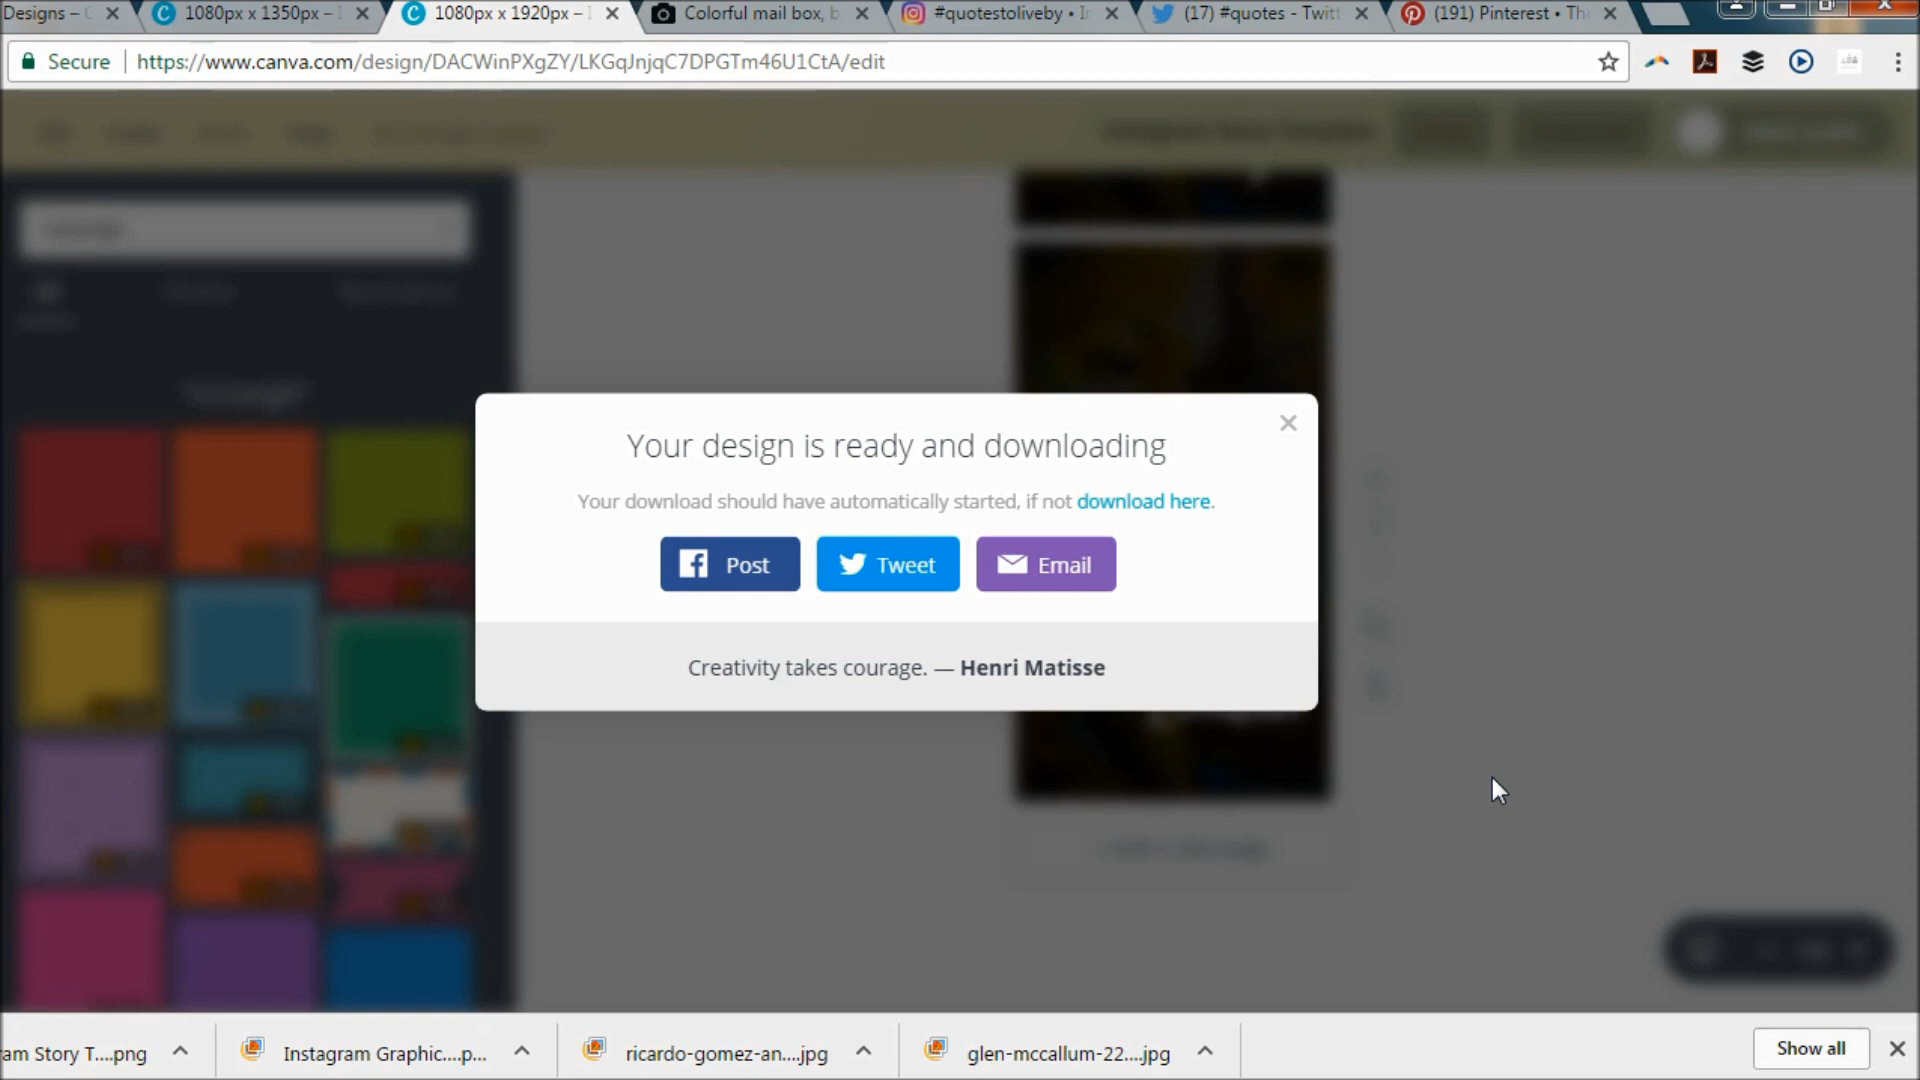 Designs –
1080px x 1350px –
1080px x 1920px –
Colorful mail box, b
#quotestoliveby •
(17) #quotes - Twit
(191) Pinterest • Th
Secure
https://www.canva.com/design/DACWinPXgZY/LKGqJnjqC7DPGTm46U1CtA/edit
Your design is ready and downloading
Your download should have automatically started, if not download here.
Post
Tweet
Email
Creativity takes courage. — Henri Matisse
am Story T....png
Instagram Graphic....p...
ricardo-gomez-an....jpg
glen-mccallum-22....jpg
Show all